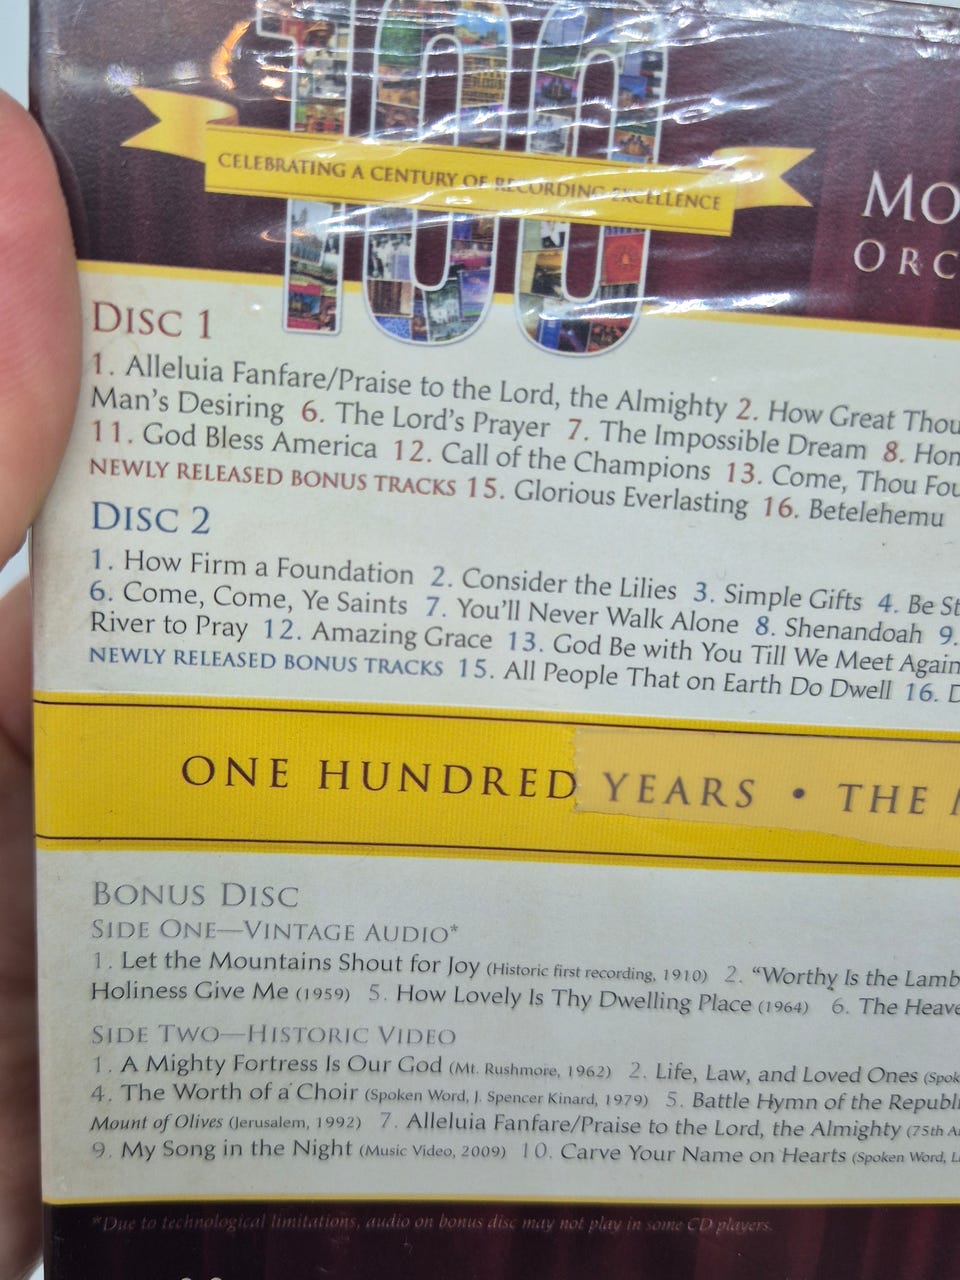 100
CELEBRATING A CENTURY OF RECORDING EXCELLENCE
MO
ORC
DISC 1
1. Alleluia Fanfare/Praise to the Lord, the Almighty 2. How Great Thou
Man's Desiring 6. The Lord's Prayer 7. The Impossible Dream 8. Hom
11. God Bless America 12. Call of the Champions 13. Come, Thou Fou
NEWLY RELEASED BONUS TRACKS 15. Glorious Everlasting 16. Betelehemu
DISC 2
1. How Firm a Foundation 2. Consider the Lilies 3. Simple Gifts 4. Be St
6. Come, Come, Ye Saints 7. You'll Never Walk Alone 8. Shenandoah 9.
River to Pray 12. Amazing Grace 13. God Be with You Till We Meet Again
NEWLY RELEASED BONUS TRACKS 15. All People That on Earth Do Dwell 16. D
ONE HUNDRED YEARS • THE M
BONUS DISC
SIDE ONE—VINTAGE AUDIO*
1. Let the Mountains Shout for Joy (Historic first recording, 1910) 2. "Worthy Is the Lamb
Holiness Give Me (1959) 5. How Lovely Is Thy Dwelling Place (1964) 6. The Heave
SIDE TWO—HISTORIC VIDEO
1. A Mighty Fortress Is Our God (Mt. Rushmore, 1962) 2. Life, Law, and Loved Ones (Spok
4. The Worth of a Choir (Spoken Word, J. Spencer Kinard, 1979) 5. Battle Hymn of the Republi
Mount of Olives (Jerusalem, 1992) 7. Alleluia Fanfare/Praise to the Lord, the Almighty (75th A
9. My Song in the Night (Music Video, 2009) 10. Carve Your Name on Hearts (Spoken Word, L
*Due to technological limitations, audio on bonus disc may not play in some CD players.